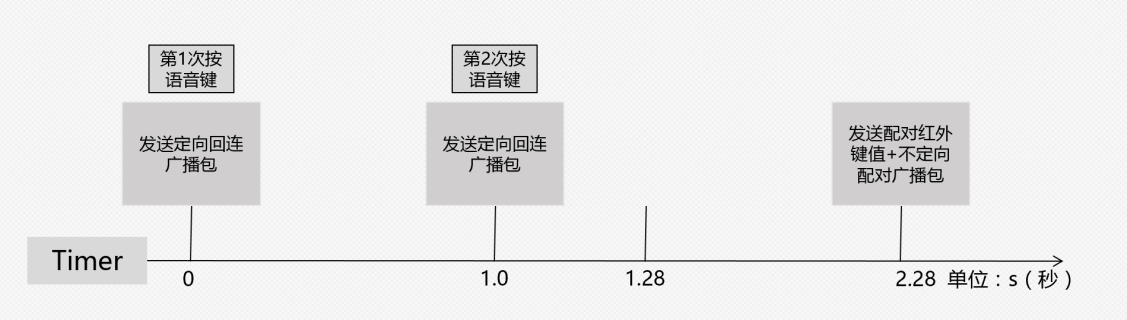 第1次按
语音键
第2次按
语音键
发送定向回连
广播包
发送定向回连
广播包
发送配对红外
键值+不定向
配对广播包
Timer
0
1.0
1.28
2.28 单位：s（秒）